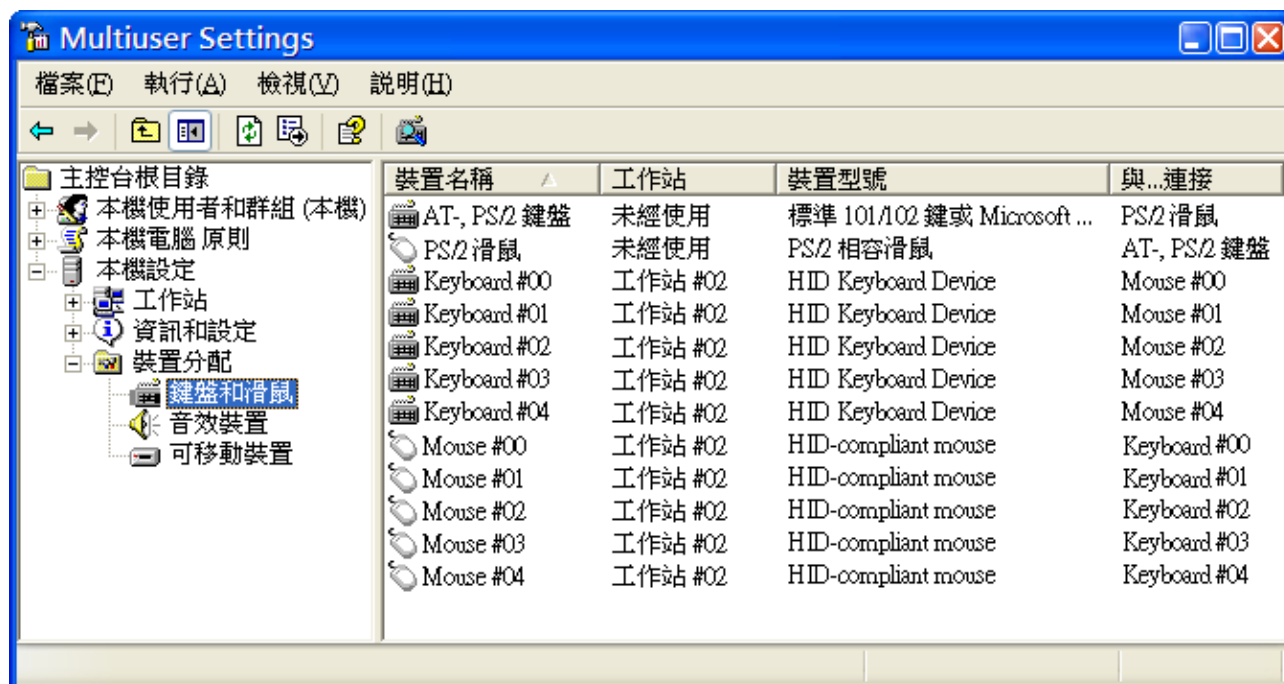 Multiuser Settings
檔案(F) 執行(A) 檢視(V) 説明(H)
主控台根目錄
本機使用者和群組 (本機)
本機電腦 原則
本機設定
工作站
資訊和設定
裝置分配
鍵盤和滑鼠
音效裝置
可移動裝置
裝置名稱 工作站 裝置型號 與...連接
AT-, PS/2 鍵盤 未經使用 標準 101/102 鍵或 Microsoft ... PS/2 滑鼠
PS/2 滑鼠 未經使用 PS/2 相容滑鼠 AT-, PS/2 鍵盤
Keyboard #00 工作站 #02 HID Keyboard Device Mouse #00
Keyboard #01 工作站 #02 HID Keyboard Device Mouse #01
Keyboard #02 工作站 #02 HID Keyboard Device Mouse #02
Keyboard #03 工作站 #02 HID Keyboard Device Mouse #03
Keyboard #04 工作站 #02 HID Keyboard Device Mouse #04
Mouse #00 工作站 #02 HID-compliant mouse Keyboard #00
Mouse #01 工作站 #02 HID-compliant mouse Keyboard #01
Mouse #02 工作站 #02 HID-compliant mouse Keyboard #02
Mouse #03 工作站 #02 HID-compliant mouse Keyboard #03
Mouse #04 工作站 #02 HID-compliant mouse Keyboard #04